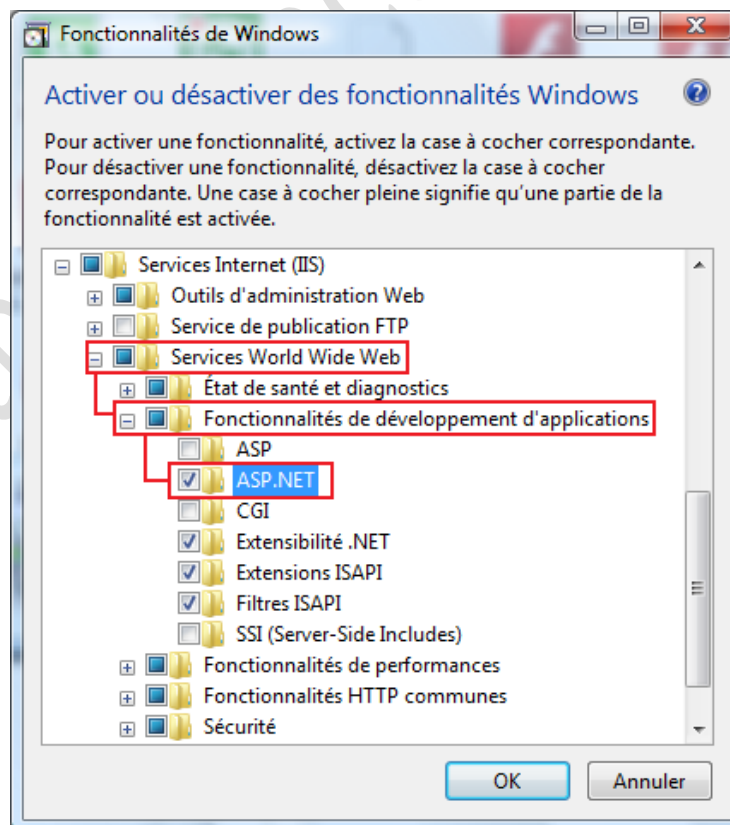 Fonctionnalités de Windows
Activer ou désactiver des fonctionnalités Windows
Pour activer une fonctionnalité, activez la case à cocher correspondante.
Pour désactiver une fonctionnalité, désactivez la case à cocher
correspondante. Une case à cocher pleine signifie qu'une partie de la
fonctionnalité est activée.
Services Internet (IIS)
Outils d'administration Web
Service de publication FTP
Services World Wide Web
État de santé et diagnostics
Fonctionnalités de développement d'applications
ASP
ASP.NET
CGI
Extensibilité .NET
Extensions ISAPI
Filtres ISAPI
SSI (Server-Side Includes)
Fonctionnalités de performances
Fonctionnalités HTTP communes
Sécurité
OK
Annuler